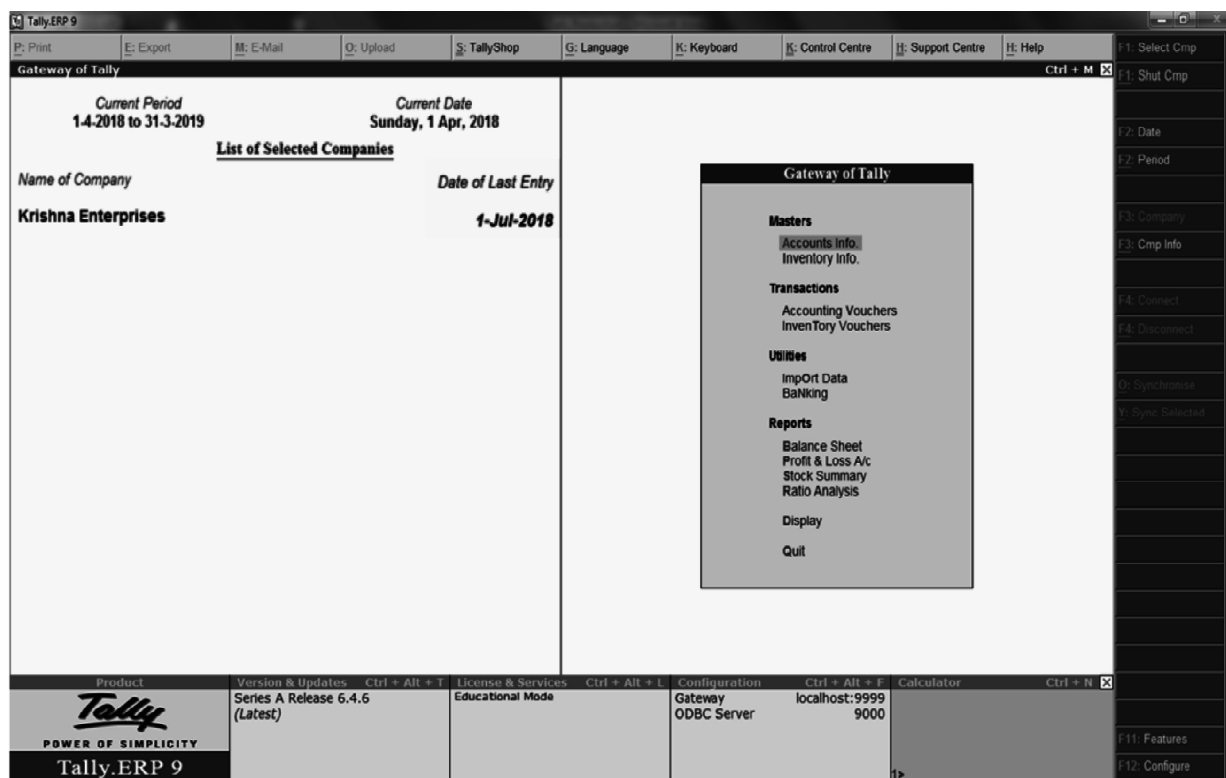 Tally.ERP 9
P: Print E: Export M: E-Mail O: Upload S: TallyShop G: Language K: Keyboard K: Control Centre H: Support Centre H: Help
Gateway of Tally Ctrl + M X
Current Period Current Date
1-4-2018 to 31-3-2019 Sunday, 1 Apr, 2018
List of Selected Companies
Name of Company Date of Last Entry
Krishna Enterprises 1-Jul-2018
Gateway of Tally
Masters
Accounts Info.
Inventory Info.
Transactions
Accounting Vouchers
InvenTory Vouchers
Utilities
ImpOrt Data
BaNking
Reports
Balance Sheet
Profit & Loss A/c
Stock Summary
Ratio Analysis
Display
Quit
F1: Select Cmp
F1: Shut Cmp
F2: Date
F2: Period
F3: Company
F3: Cmp Info
F4: Connect
F4: Disconnect
O: Synchronise
Y: Sync Selected
F11: Features
F12: Configure
Product Version & Updates Ctrl + Alt + T License & Services Ctrl + Alt + L Configuration Ctrl + Alt + F Calculator Ctrl + N X
Tally
POWER OF SIMPLICITY
Tally.ERP 9
Series A Release 6.4.6
(Latest)
Educational Mode
Gateway localhost:9999
ODBC Server 9000
1>